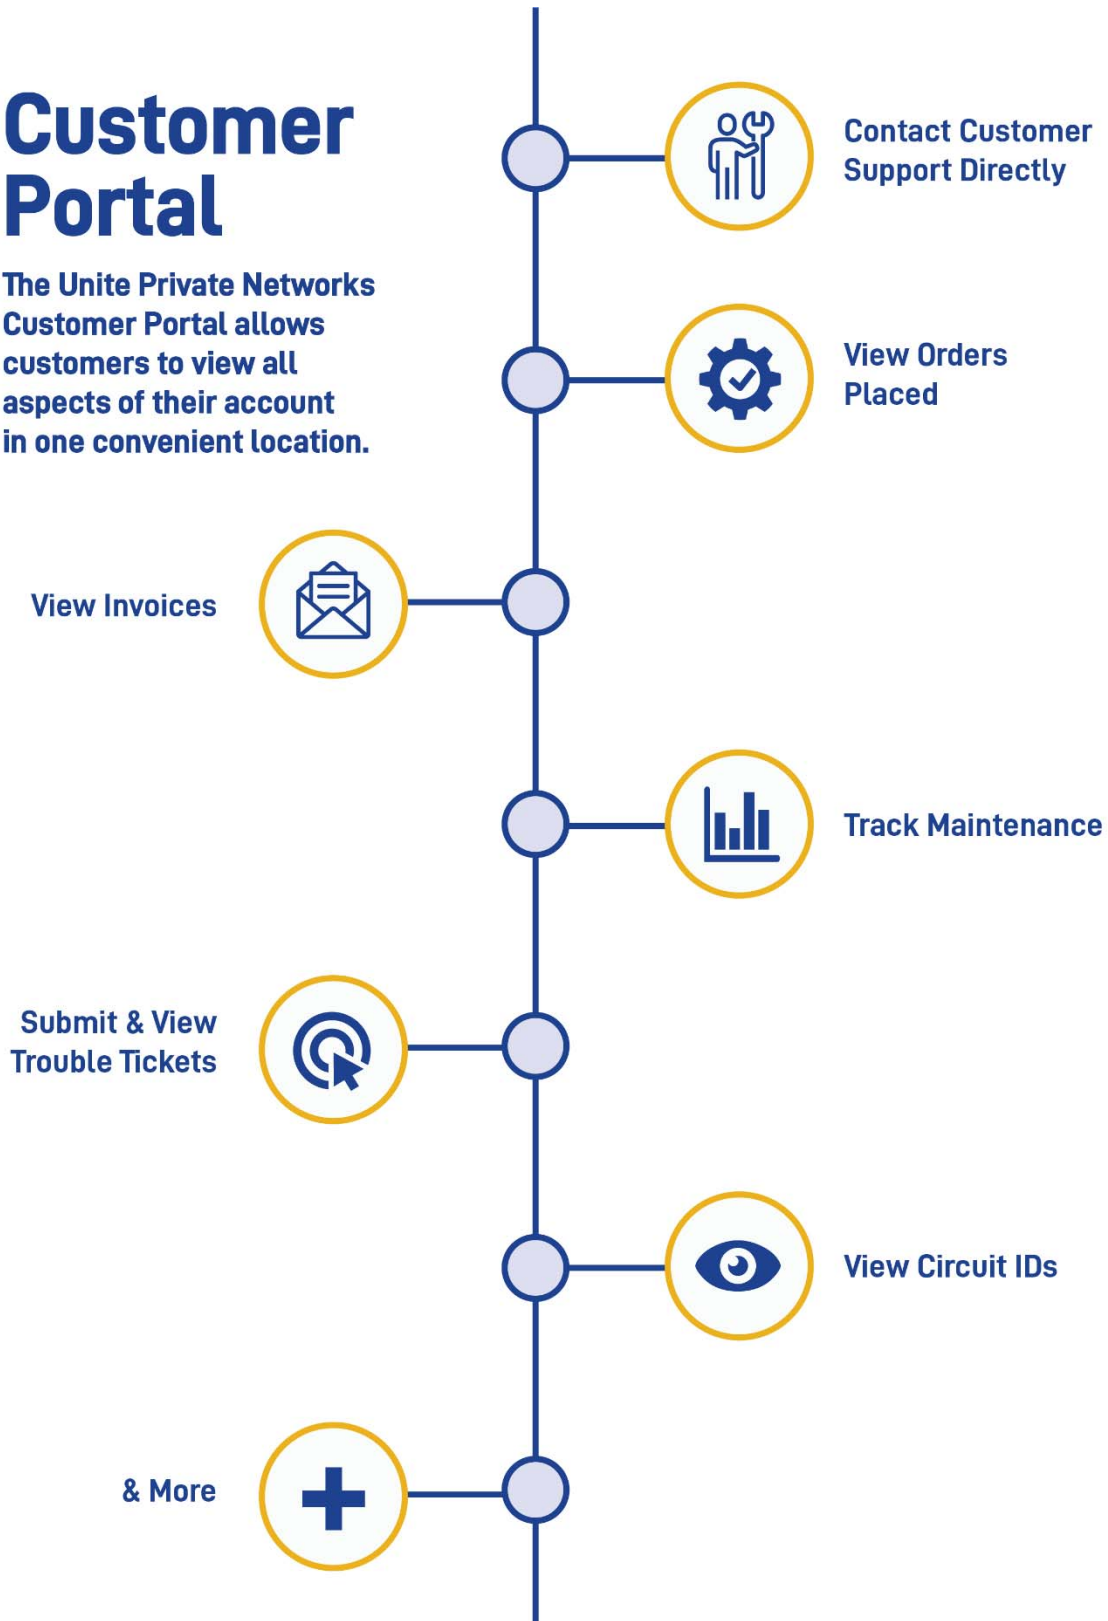 Customer
Portal
The Unite Private Networks
Customer Portal allows
customers to view all
aspects of their account
in one convenient location.
Contact Customer
Support Directly
View Orders
Placed
View Invoices
Track Maintenance
Submit & View
Trouble Tickets
View Circuit IDs
& More